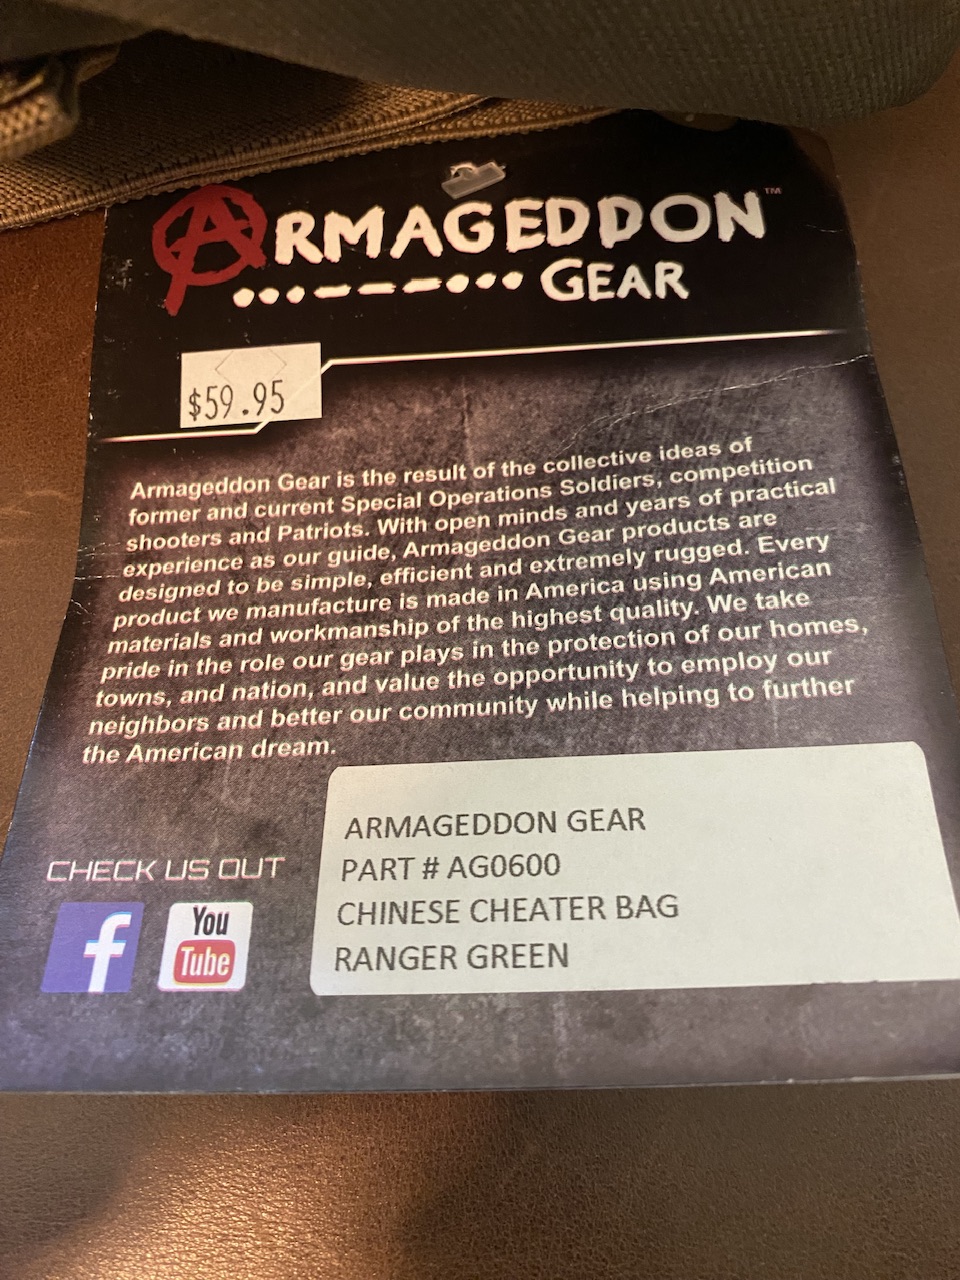 ARMAGEDDON™
GEAR
$59.95
Armageddon Gear is the result of the collective ideas of
former and current Special Operations Soldiers, competition
shooters and Patriots. With open minds and years of practical
experience as our guide, Armageddon Gear products are
designed to be simple, efficient and extremely rugged. Every
product we manufacture is made in America using American
materials and workmanship of the highest quality. We take
pride in the role our gear plays in the protection of our homes,
towns, and nation, and value the opportunity to employ our
neighbors and better our community while helping to further
the American dream.
ARMAGEDDON GEAR
PART # AG0600
CHINESE CHEATER BAG
RANGER GREEN
CHECK US OUT
f
You
Tube